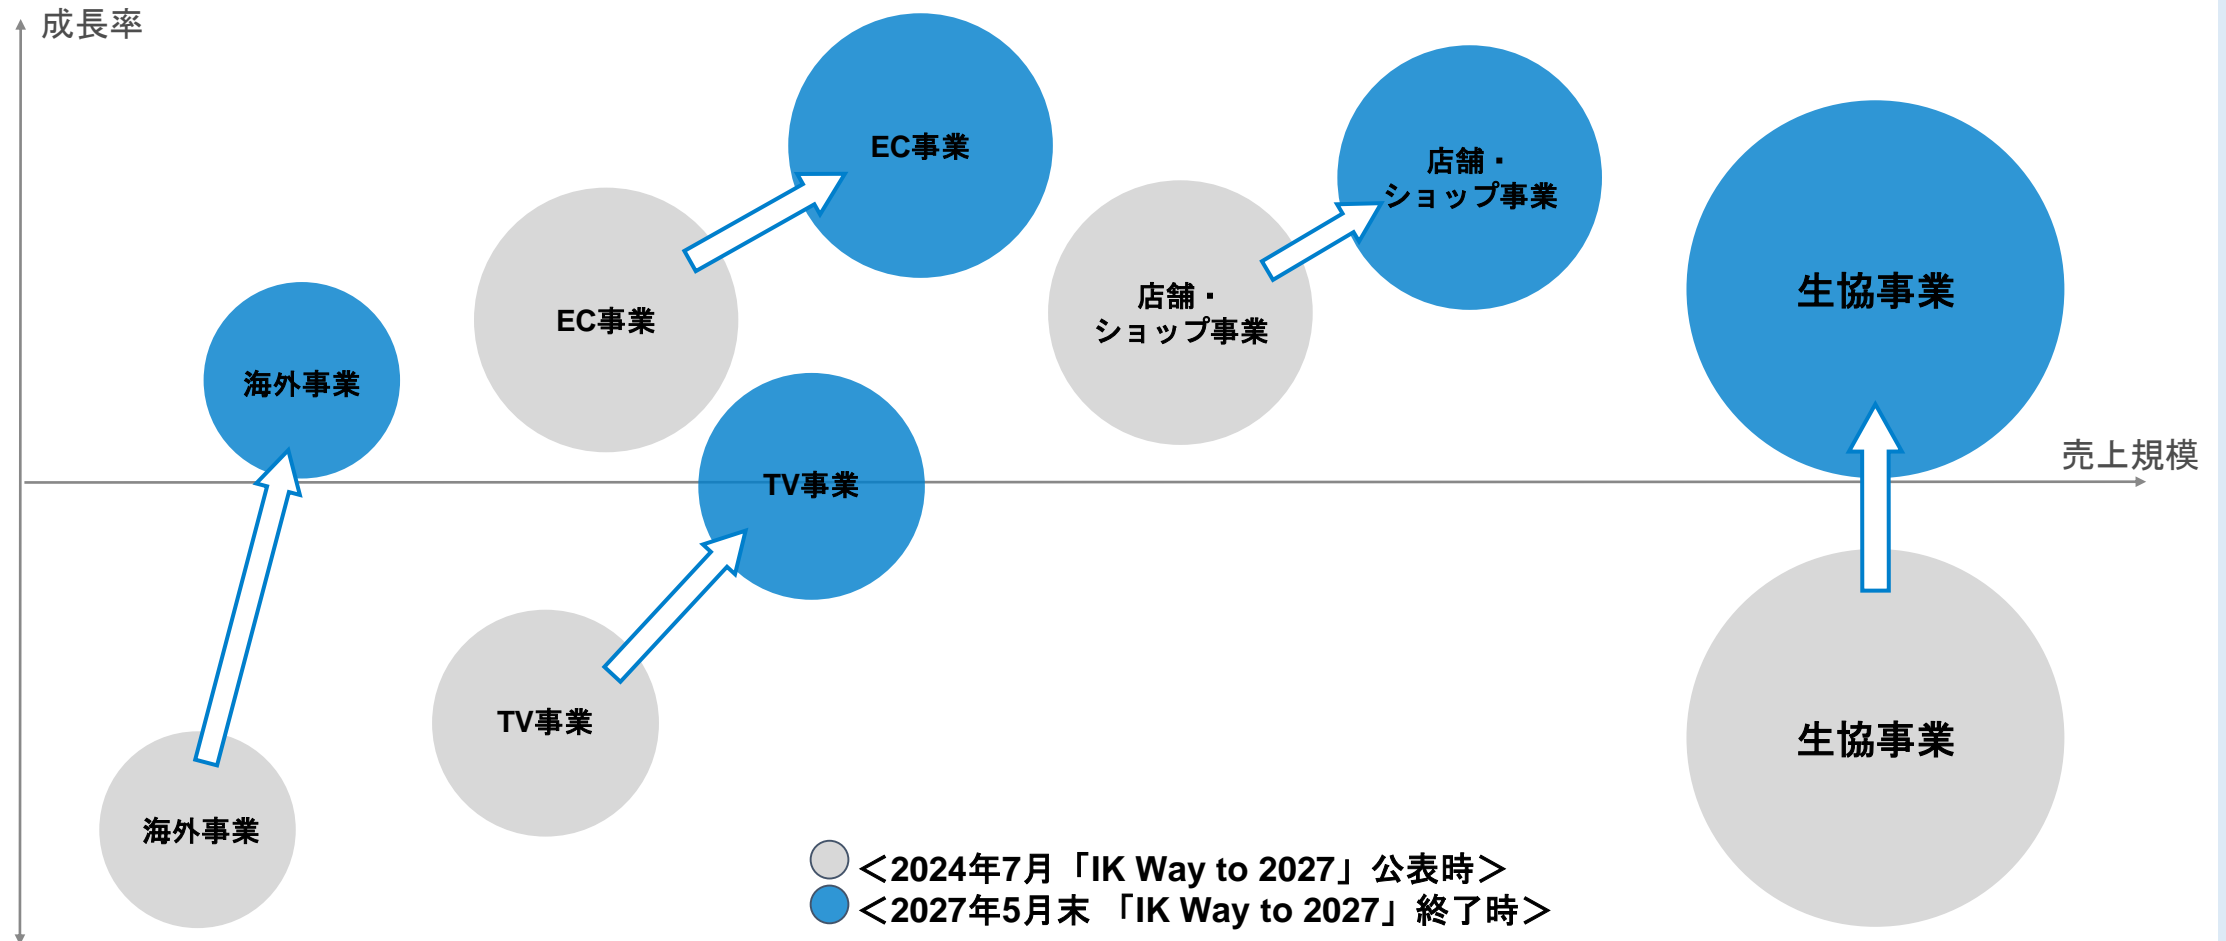 成長率
EC事業
店舗・
ショップ事業
生協事業
海外事業
EC事業
店舗・
ショップ事業
売上規模
TV事業
TV事業
生協事業
海外事業
＜2024年7月「IK Way to 2027」公表時＞
＜2027年5月末 「IK Way to 2027」終了時＞